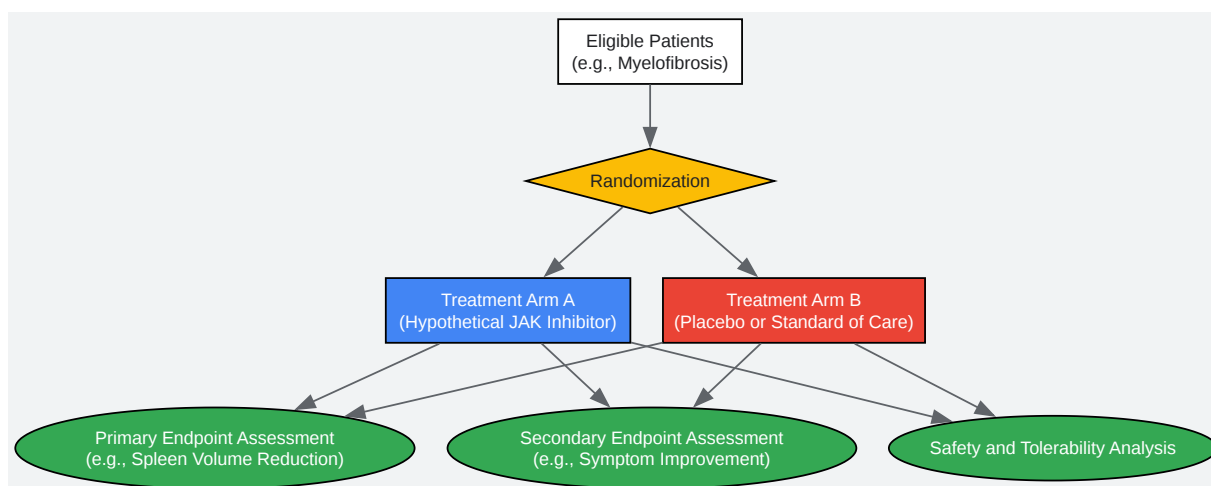 Eligible Patients
(e.g., Myelofibrosis)
Randomization
Treatment Arm A
(Hypothetical JAK Inhibitor)
Treatment Arm B
(Placebo or Standard of Care)
Primary Endpoint Assessment
(e.g., Spleen Volume Reduction)
Secondary Endpoint Assessment
(e.g., Symptom Improvement)
Safety and Tolerability Analysis